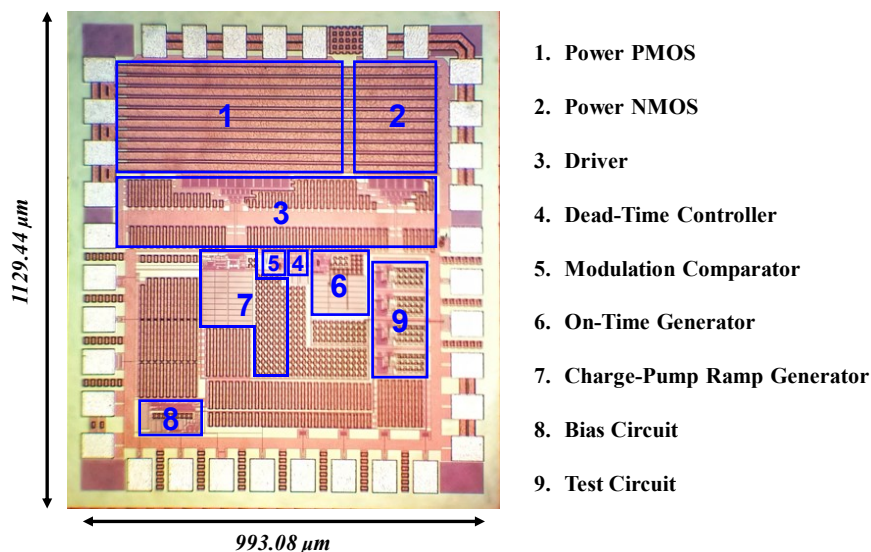 1129.44 μm
993.08 μm
1
2
3
5
4
6
7
9
8
1. Power PMOS
2. Power NMOS
3. Driver
4. Dead-Time Controller
5. Modulation Comparator
6. On-Time Generator
7. Charge-Pump Ramp Generator
8. Bias Circuit
9. Test Circuit